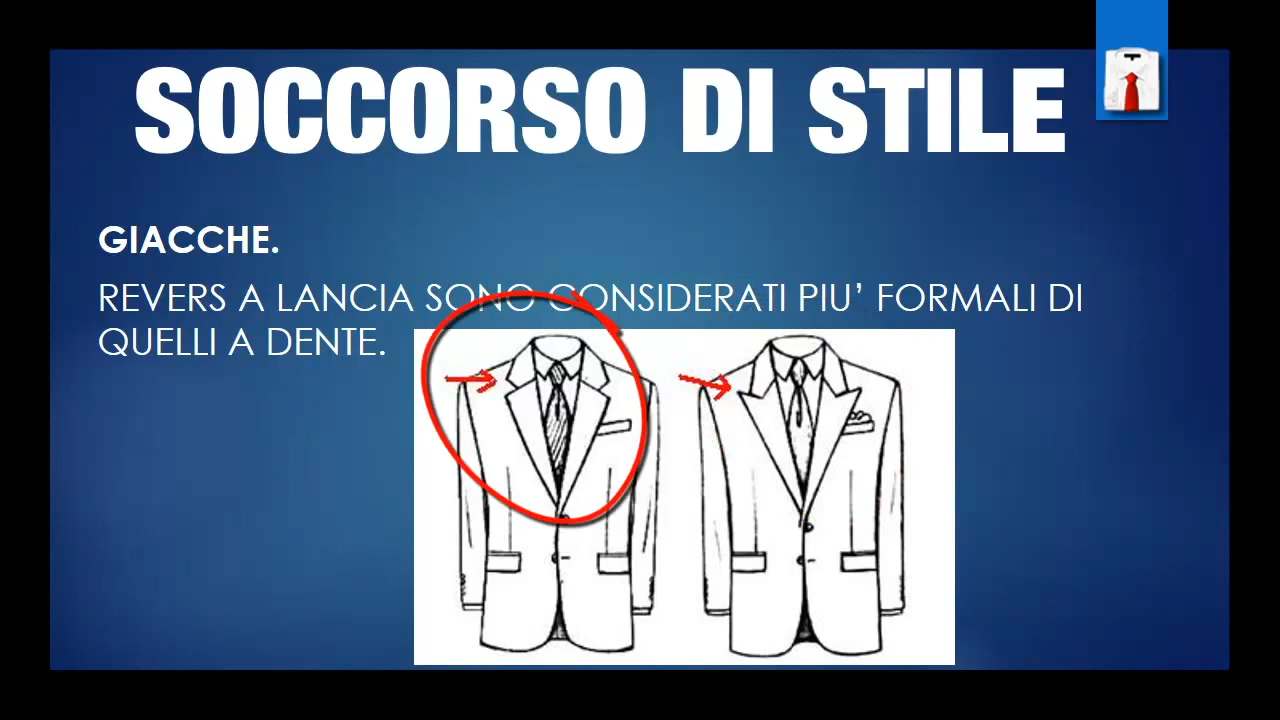 SOCCORSO DI STILE
GIACCHE.
REVERS A LANCIA SONO CONSIDERATI PIU’ FORMALI DI
QUELLI A DENTE.